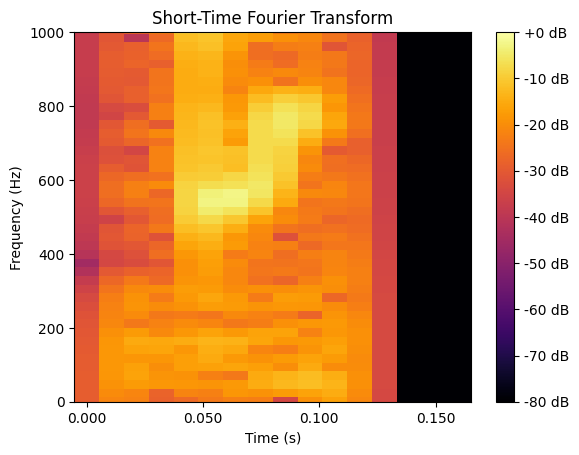 Short-Time Fourier Transform
1000
800
600
400
200
0
Frequency (Hz)
0.000
0.050
0.100
0.150
Time (s)
+0 dB
-10 dB
-20 dB
-30 dB
-40 dB
-50 dB
-60 dB
-70 dB
-80 dB